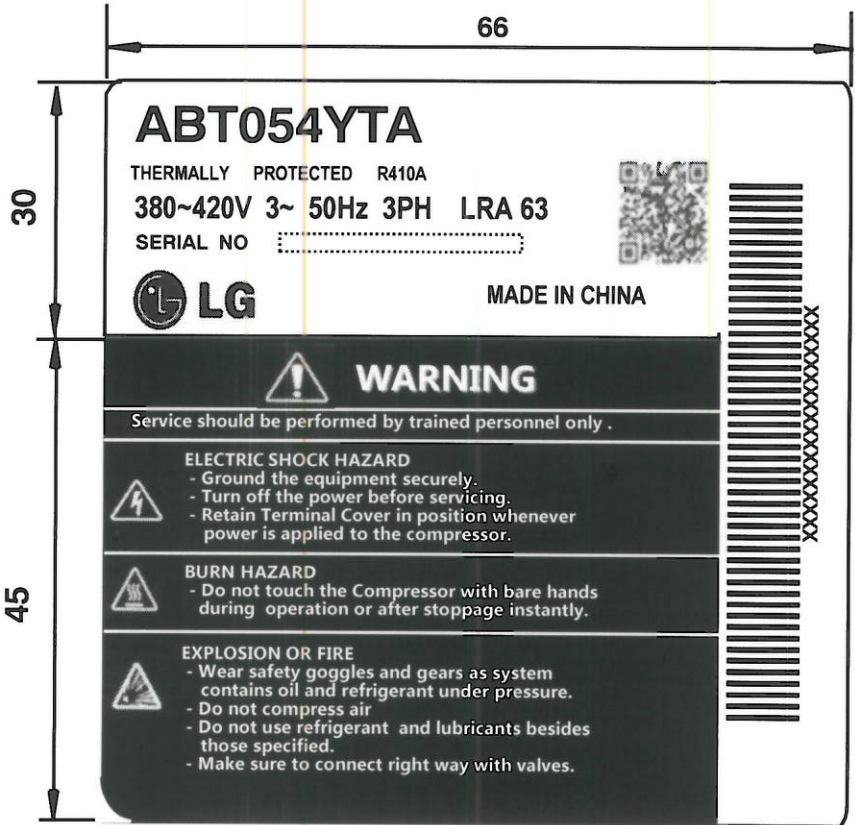 66
30
ABT054YTA
THERMALLY PROTECTED R410A
380~420V 3~ 50Hz 3PH LRA 63
SERIAL NO
LG
MADE IN CHINA
45
WARNING
Service should be performed by trained personnel only .
ELECTRIC SHOCK HAZARD
- Ground the equipment securely.
- Turn off the power before servicing.
- Retain Terminal Cover in position whenever
power is applied to the compressor.
BURN HAZARD
- Do not touch the Compressor with bare hands
during operation or after stoppage instantly.
EXPLOSION OR FIRE
- Wear safety goggles and gears as system
contains oil and refrigerant under pressure.
- Do not compress air
- Do not use refrigerant and lubricants besides
those specified.
- Make sure to connect right way with valves.